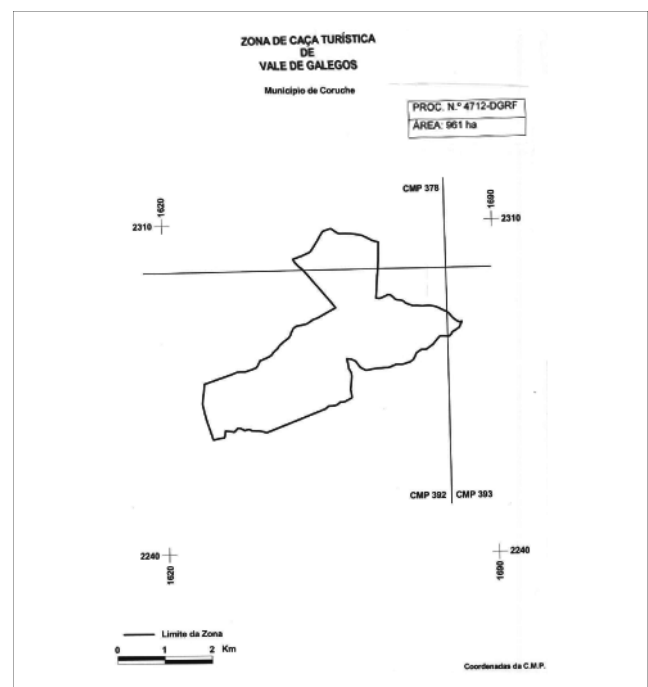 ZONA DE CAÇA TURÍSTICA
DE
VALE DE GALEGOS
Município de Coruche
PROC. N.º 4712-DGRF
ÁREA: 961 ha
CMP 378
1620
1690
2310
2310
CMP 392
CMP 393
2240
2240
1620
1690
Limite da Zona
0 1 2 Km
Coordenadas da C.M.P.